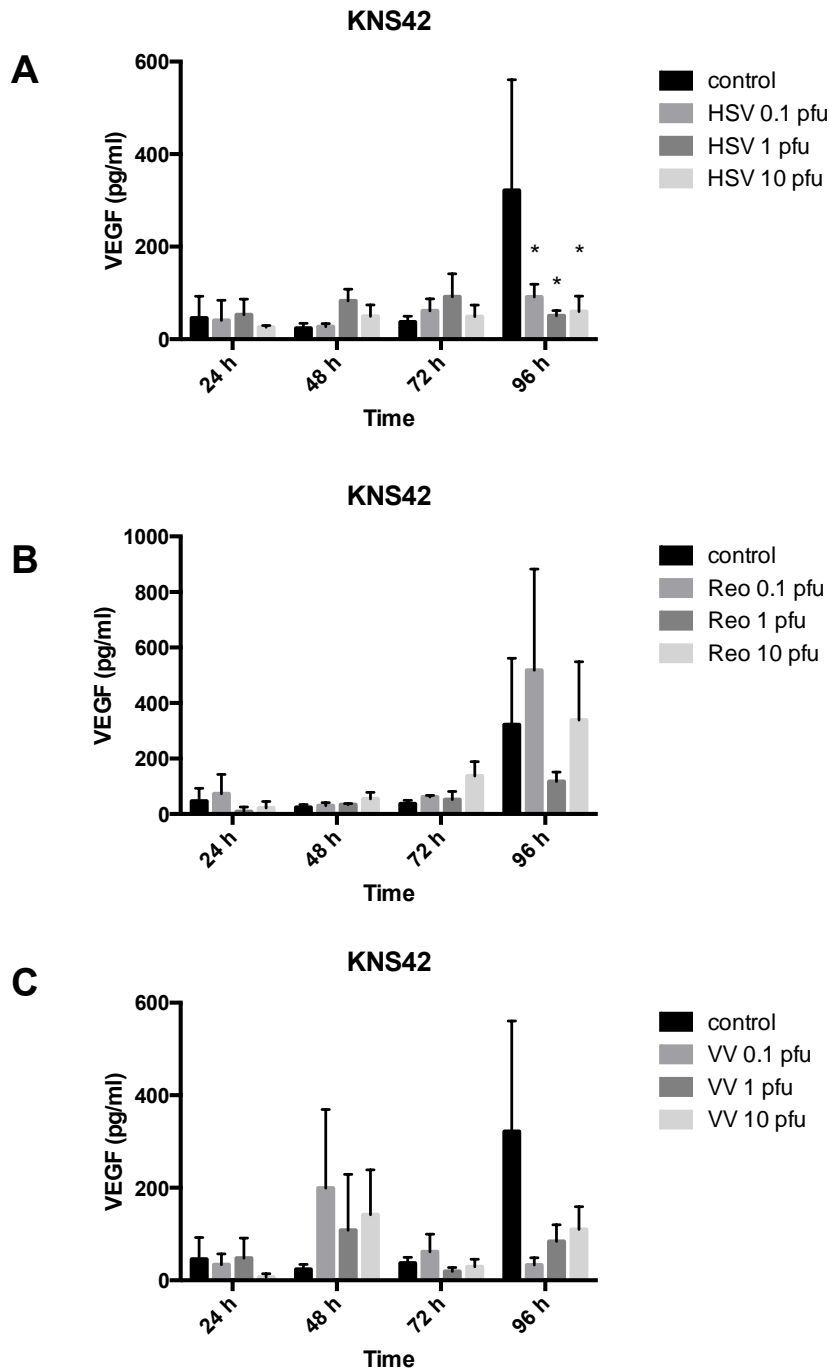 KNS42
A
600
400
200
0
VEGF (pg/ml)
24 h
48 h
72 h
96 h
Time
control
HSV 0.1 pfu
HSV 1 pfu
HSV 10 pfu
*
*
*
KNS42
B
1000
800
600
400
200
0
VEGF (pg/ml)
24 h
48 h
72 h
96 h
Time
control
Reo 0.1 pfu
Reo 1 pfu
Reo 10 pfu
KNS42
C
600
400
200
0
VEGF (pg/ml)
24 h
48 h
72 h
96 h
Time
control
VV 0.1 pfu
VV 1 pfu
VV 10 pfu